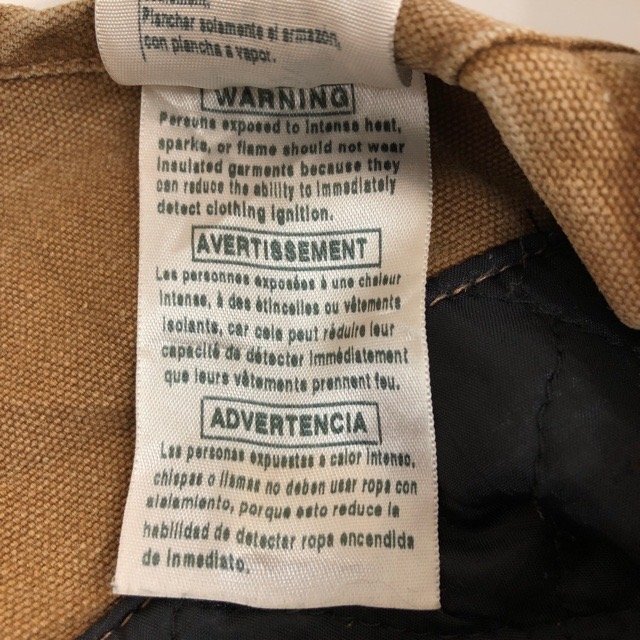 Planchar solamente al armazón,
con plancha a vapor.
WARNING
Persons exposed to intense heat,
sparks, or flame should not wear
insulated garments because they
can reduce the ability to immediately
detect clothing ignition.
AVERTISSEMENT
Les personnes exposées à une chaleur
intense, à des étincelles ou vêtements
isolants, car cela peut réduire leur
capacité de détecter immédiatement
que leurs vêtements prennent feu.
ADVERTENCIA
Las personas expuestas a calor intenso,
chispas o llamas no deben usar ropa con
aislamiento, porque esto reduce la
habilidad de detectar ropa encendida
de inmediato.